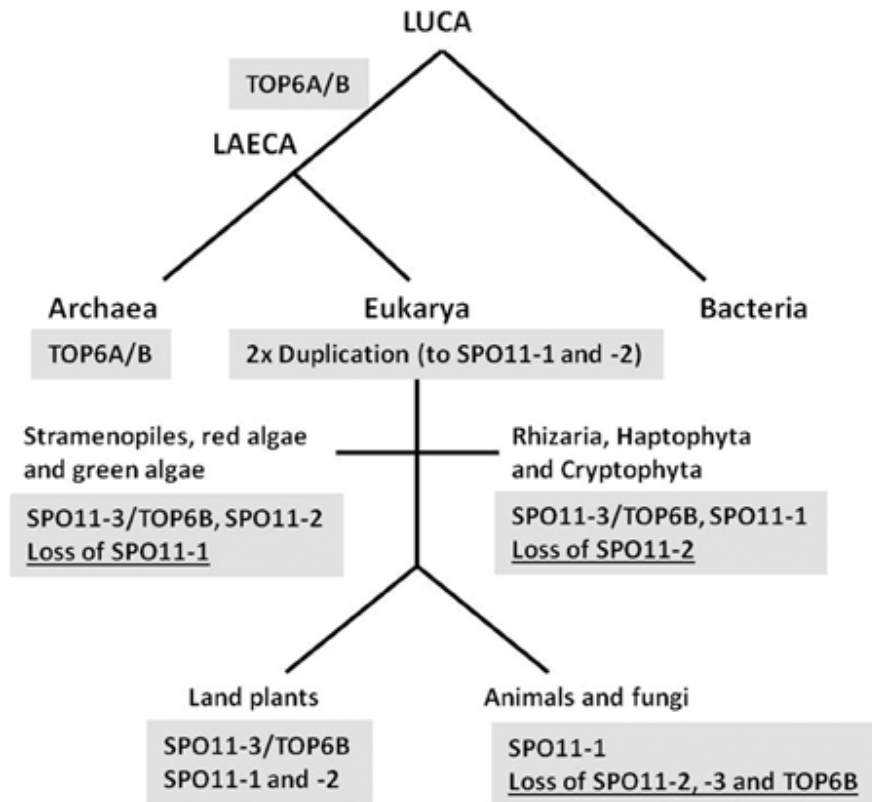 LUCA
TOP6A/B
LAECA
Archaea
TOP6A/B
Eukarya
2x Duplication (to SPO11-1 and -2)
Bacteria
Stramenopiles, red algae
and green algae
SPO11-3/TOP6B, SPO11-2
Loss of SPO11-1
Rhizaria, Haptophyta
and Cryptophyta
SPO11-3/TOP6B, SPO11-1
Loss of SPO11-2
Land plants
SPO11-3/TOP6B
SPO11-1 and -2
Animals and fungi
SPO11-1
Loss of SPO11-2, -3 and TOP6B